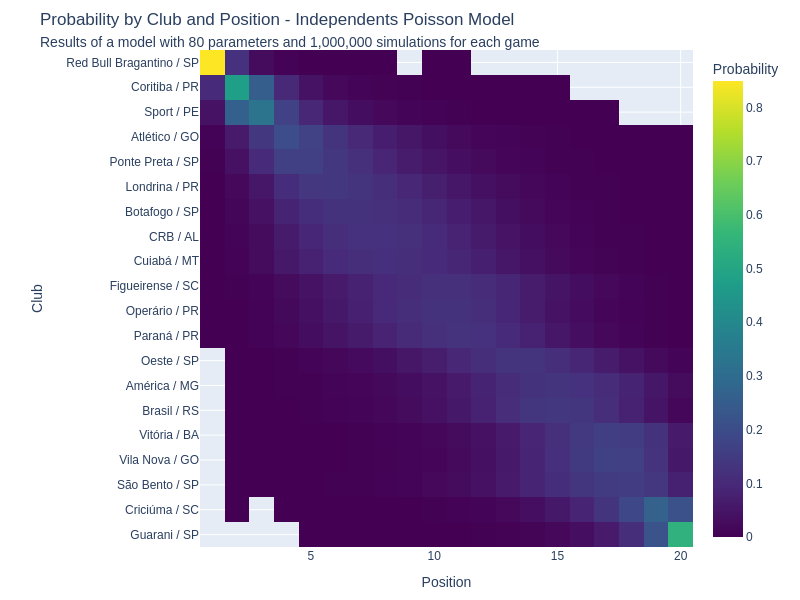 Probability by Club and Position - Independents Poisson Model
Results of a model with 80 parameters and 1,000,000 simulations for each game
Probability
Red Bull Bragantino / SP
Coritiba / PR
Sport / PE
Atlético / GO
Ponte Preta / SP
Londrina / PR
Botafogo / SP
CRB / AL
Cuiabá / MT
Figueirense / SC
Operário / PR
Paraná / PR
Oeste / SP
América / MG
Brasil / RS
Vitória / BA
Vila Nova / GO
São Bento / SP
Criciúma / SC
Guarani / SP
Club
5
10
15
20
Position
0.8
0.7
0.6
0.5
0.4
0.3
0.2
0.1
0